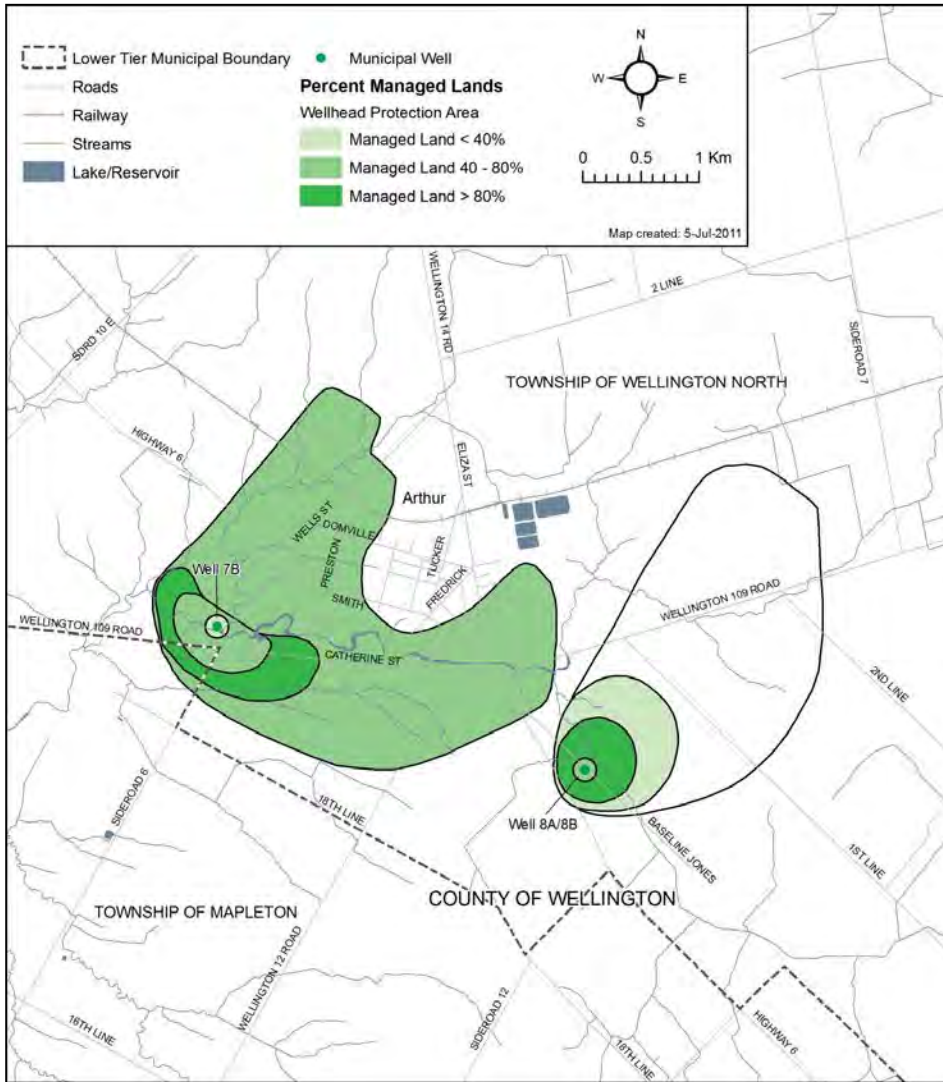 Lower Tier Municipal Boundary
Roads
Railway
Streams
Lake/Reservoir
Municipal Well
Percent Managed Lands
Wellhead Protection Area
Managed Land < 40%
Managed Land 40 - 80%
Managed Land > 80%
N
W
E
S
0 0.5 1 Km
Map created: 5-Jul-2011
SDRD 10 E
WELLINGTON 14 RD
2 LINE
SIDEROAD 7
TOWNSHIP OF WELLINGTON NORTH
HIGHWAY 6
ELIZA ST
Arthur
WELLS ST
DOMVILLE
PRESTON
TUCKER
FREDRICK
SMITH
Well 7B
WELLINGTON 109 ROAD
WELLINGTON 109 ROAD
CATHERINE ST
2ND LINE
SIDEROAD 6
18TH LINE
Well 8A/8B
BASELINE JONES
1ST LINE
COUNTY OF WELLINGTON
TOWNSHIP OF MAPLETON
WELLINGTON 12 ROAD
SIDEROAD 12
16TH LINE
18TH LINE
HIGHWAY 6